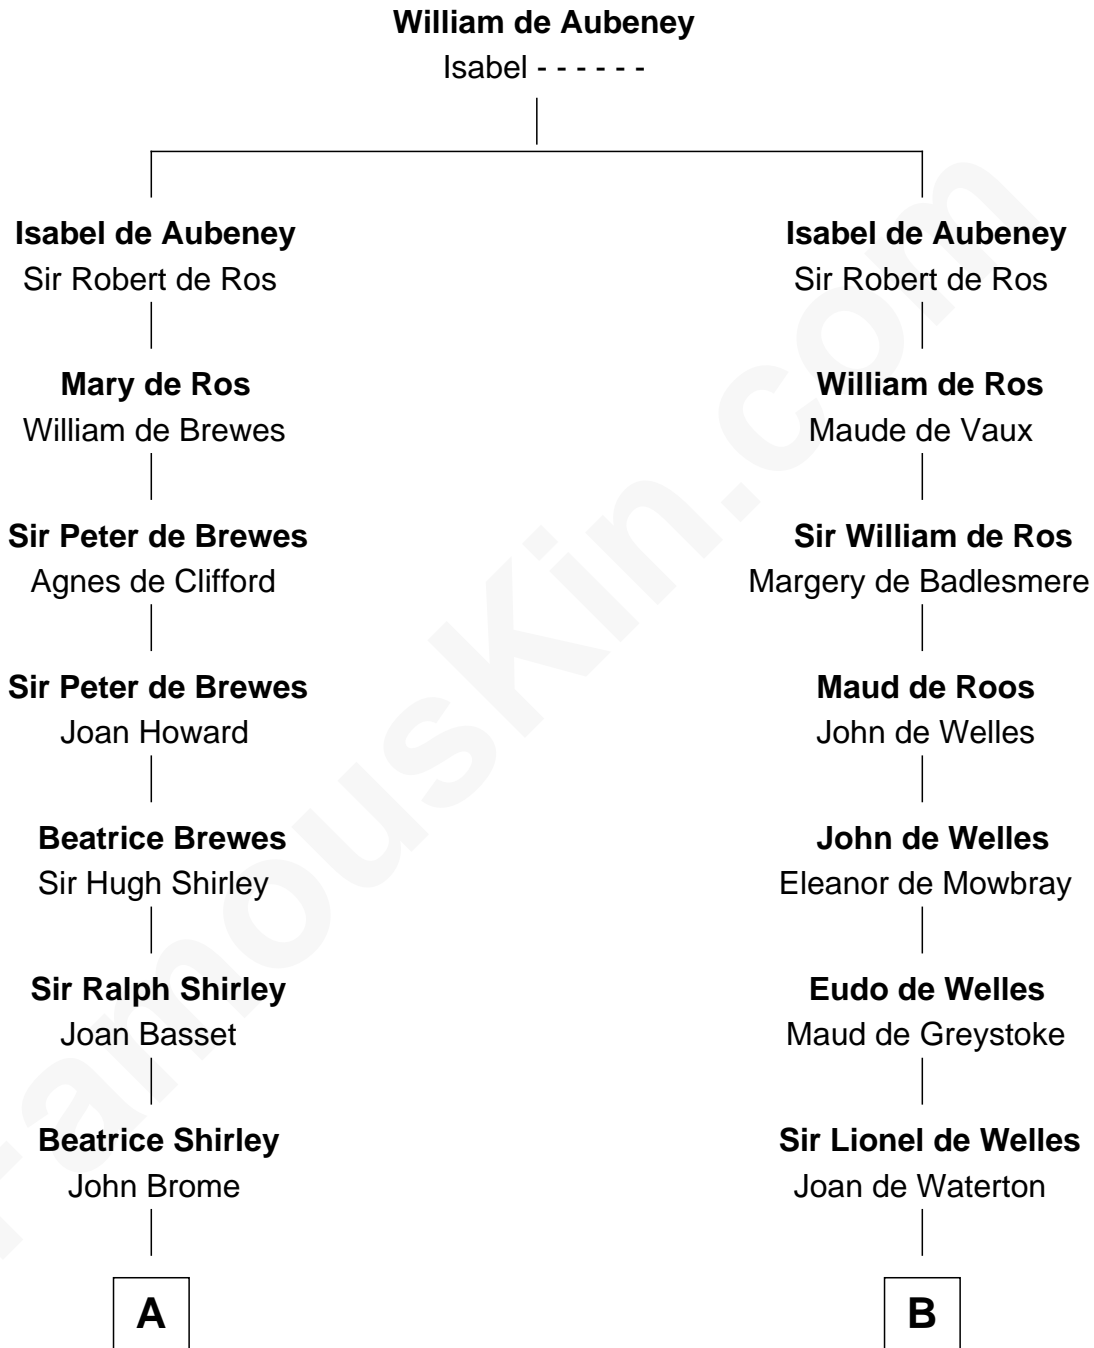 William de Aubeney
Isabel - - - - - -
Isabel de Aubeney
Sir Robert de Ros
Isabel de Aubeney
Sir Robert de Ros
Mary de Ros
William de Brewes
William de Ros
Maude de Vaux
Sir Peter de Brewes
Agnes de Clifford
Sir William de Ros
Margery de Badlesmere
Sir Peter de Brewes
Joan Howard
Maud de Roos
John de Welles
Beatrice Brewes
Sir Hugh Shirley
John de Welles
Eleanor de Mowbray
Sir Ralph Shirley
Joan Basset
Eudo de Welles
Maud de Greystoke
Beatrice Shirley
John Brome
Sir Lionel de Welles
Joan de Waterton
A
B
FamousKin.com